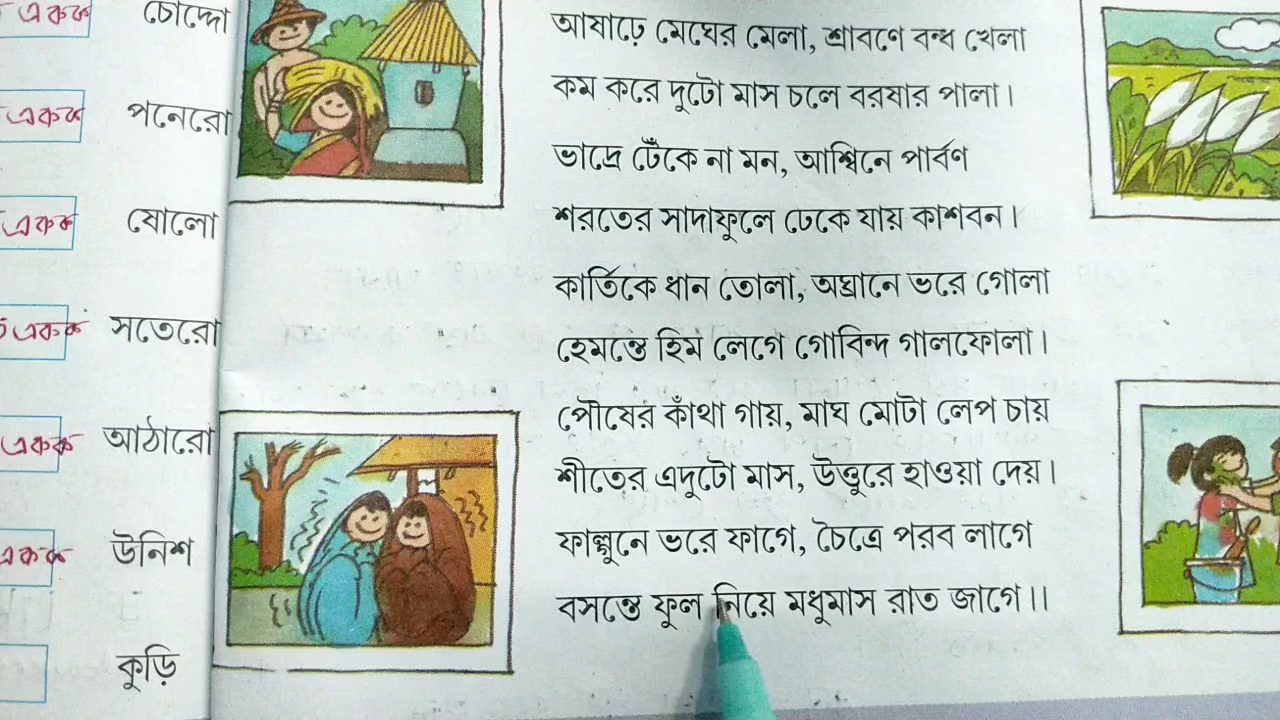 একক চোদ্দো
একক পনেরো
একক ষোলো
একক সতেরো
একক আঠারো
একক উনিশ
কুড়ি
আষাঢ়ে মেঘের মেলা, শ্রাবণে বন্ধ খেলা
কম করে দুটো মাস চলে বরষার পালা।
ভাদ্রে টেঁকে না মন, আশ্বিনে পার্বণ
শরতের সাদাফুলে ঢেকে যায় কাশবন।
কার্তিকে ধান তোলা, অঘ্রানে ভরে গোলা
হেমন্তে হিম লেগে গোবিন্দ গালফোলা।
পৌষের কাঁথা গায়, মাঘ মোটা লেপ চায়
শীতের এদুটো মাস, উত্তুরে হাওয়া দেয়।
ফাল্গুনে ভরে ফাগে, চৈত্রে পরব লাগে
বসন্তে ফুল নিয়ে মধুমাস রাত জাগে।।